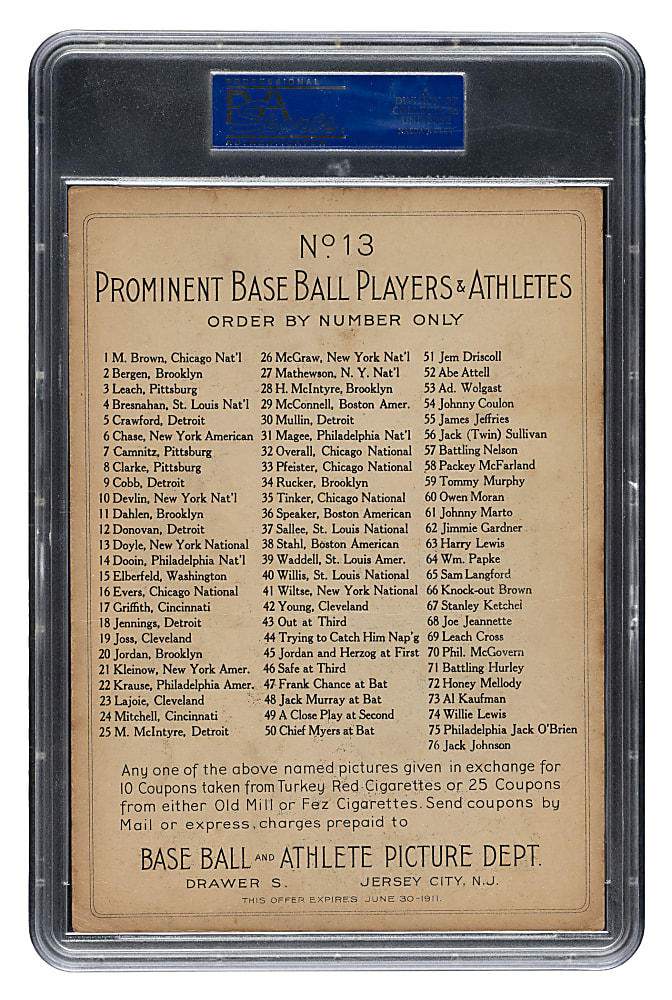 PROFESSIONAL
PSA
AUTHENTICATOR
A
DIVISION OF
COLLECTORS
UNIVERSE
Nº 13
PROMINENT BASE BALL PLAYERS & ATHLETES
ORDER BY NUMBER ONLY
1 M. Brown, Chicago Nat'l
2 Bergen, Brooklyn
3 Leach, Pittsburg
4 Bresnahan, St. Louis Nat'l
5 Crawford, Detroit
6 Chase, New York American
7 Camnitz, Pittsburg
8 Clarke, Pittsburg
9 Cobb, Detroit
10 Devlin, New York Nat'l
11 Dahlen, Brooklyn
12 Donovan, Detroit
13 Doyle, New York National
14 Dooin, Philadelphia Nat'l
15 Elberfeld, Washington
16 Evers, Chicago National
17 Griffith, Cincinnati
18 Jennings, Detroit
19 Joss, Cleveland
20 Jordan, Brooklyn
21 Kleinow, New York Amer.
22 Krause, Philadelphia Amer.
23 Lajoie, Cleveland
24 Mitchell, Cincinnati
25 M. McIntyre, Detroit
26 McGraw, New York Nat'l
27 Mathewson, N. Y. Nat'l
28 H. McIntyre, Brooklyn
29 McConnell, Boston Amer.
30 Mullin, Detroit
31 Magee, Philadelphia Nat'l
32 Overall, Chicago National
33 Pfeister, Chicago National
34 Rucker, Brooklyn
35 Tinker, Chicago National
36 Speaker, Boston American
37 Sallee, St. Louis National
38 Stahl, Boston American
39 Waddell, St. Louis Amer.
40 Willis, St. Louis National
41 Wiltse, New York National
42 Young, Cleveland
43 Out at Third
44 Trying to Catch Him Nap'g
45 Jordan and Herzog at First
46 Safe at Third
47 Frank Chance at Bat
48 Jack Murray at Bat
49 A Close Play at Second
50 Chief Myers at Bat
51 Jem Driscoll
52 Abe Attell
53 Ad. Wolgast
54 Johnny Coulon
55 James Jeffries
56 Jack (Twin) Sullivan
57 Battling Nelson
58 Packey McFarland
59 Tommy Murphy
60 Owen Moran
61 Johnny Marto
62 Jimmie Gardner
63 Harry Lewis
64 Wm. Papke
65 Sam Langford
66 Knock-out Brown
67 Stanley Ketchel
68 Joe Jeannette
69 Leach Cross
70 Phil. McGovern
71 Battling Hurley
72 Honey Mellody
73 Al Kaufman
74 Willie Lewis
75 Philadelphia Jack O'Brien
76 Jack Johnson
Any one of the above named pictures given in exchange for
10 Coupons taken from Turkey Red Cigarettes or 25 Coupons
from either Old Mill or Fez Cigarettes. Send coupons by
Mail or express, charges prepaid to
BASE BALL AND ATHLETE PICTURE DEPT.
DRAWER S. JERSEY CITY, N.J.
THIS OFFER EXPIRES JUNE 30-1911.